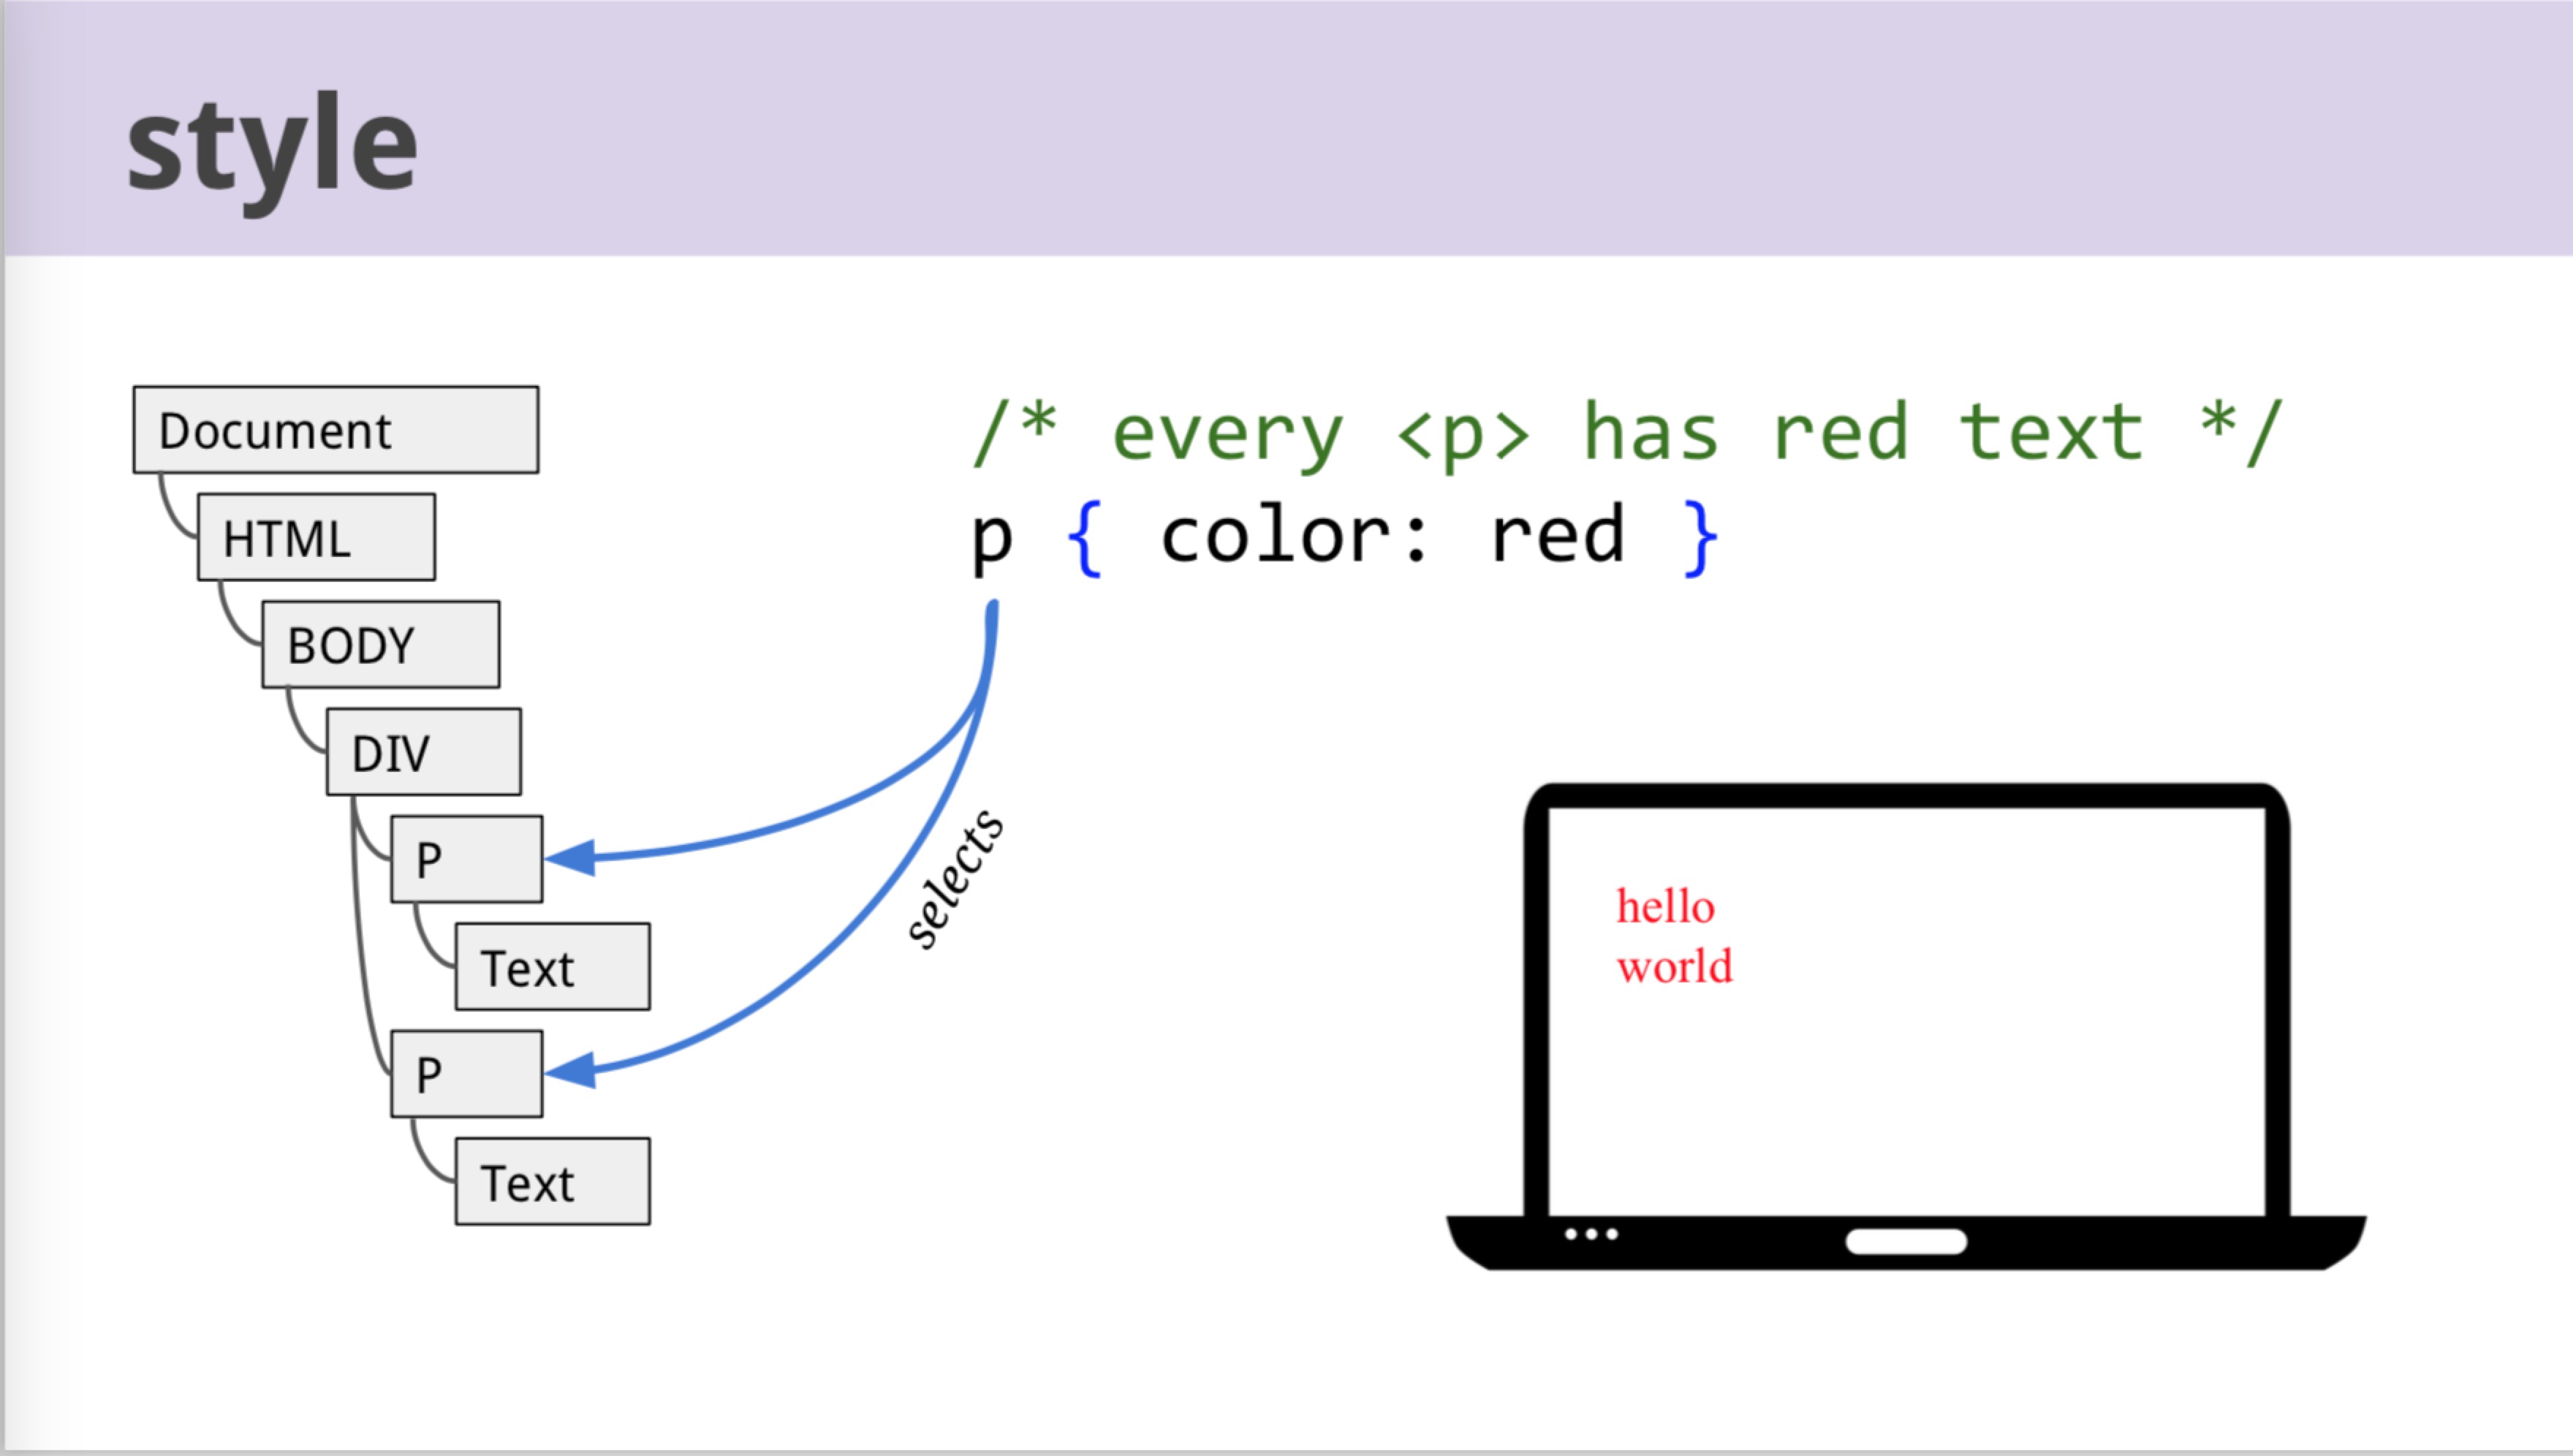 style
Document
HTML
BODY
DIV
P
Text
P
Text
/* every <p> has red text */
p { color: red }
selects
hello
world